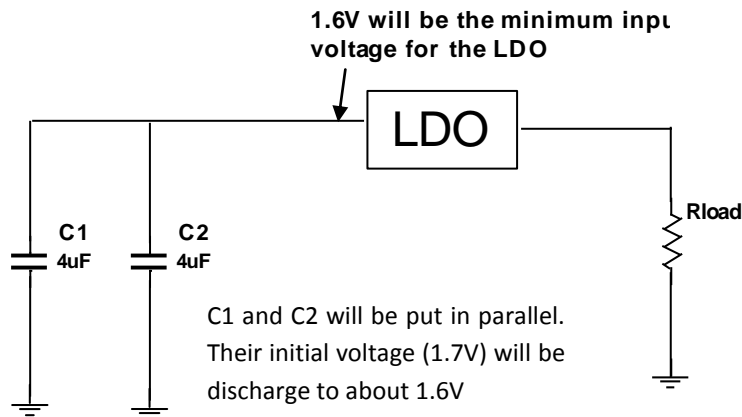 1.6V will be the minimum inpu
voltage for the LDO
LDO
Rload
C1
4uF
C2
4uF
C1 and C2 will be put in parallel.
Their initial voltage (1.7V) will be
discharge to about 1.6V